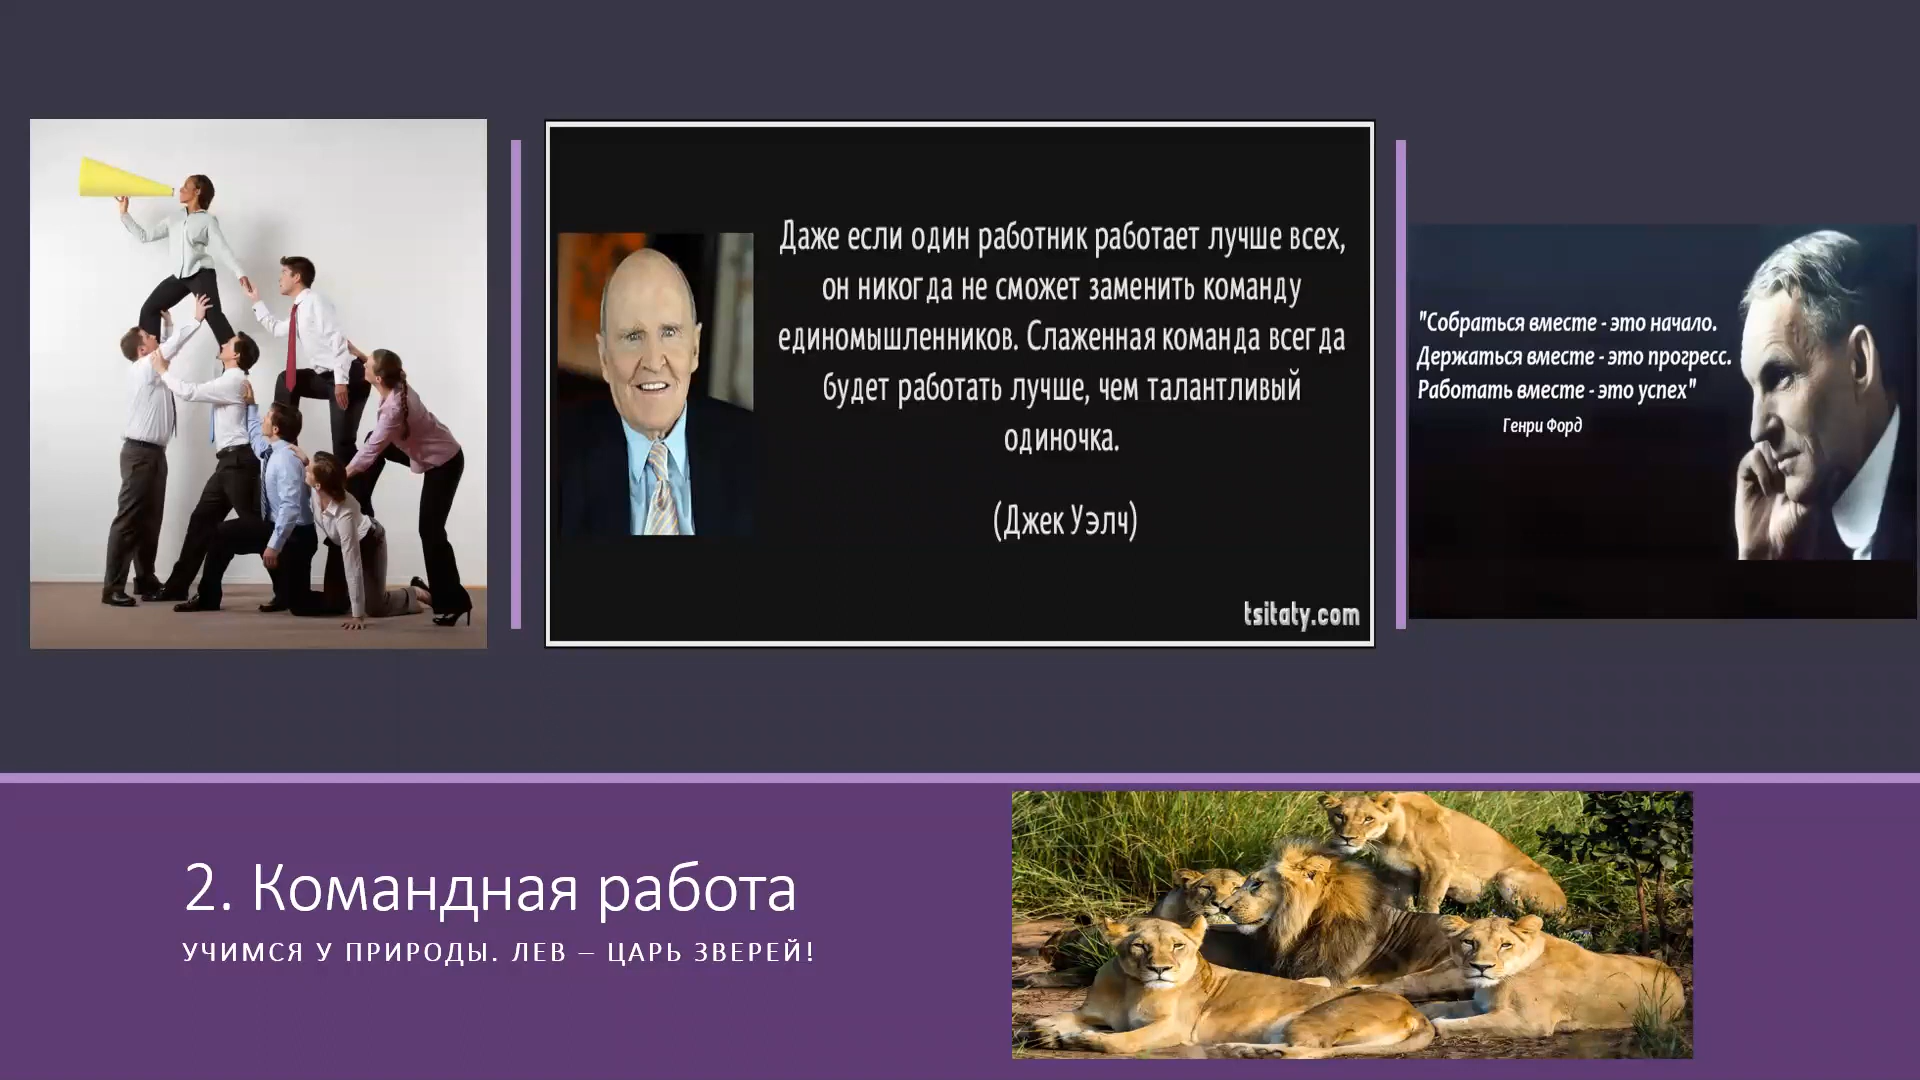 Даже если один работник работает лучше всех,
он никогда не сможет заменить команду
единомышленников. Слаженная команда всегда
будет работать лучше, чем талантливый
одиночка.
(Джек Уэлч)
tsitaty.com
"Собраться вместе - это начало.
Держаться вместе - это прогресс.
Работать вместе - это успех"
Генри Форд
2. Командная работа
УЧИМСЯ У ПРИРОДЫ. ЛЕВ – ЦАРЬ ЗВЕРЕЙ!